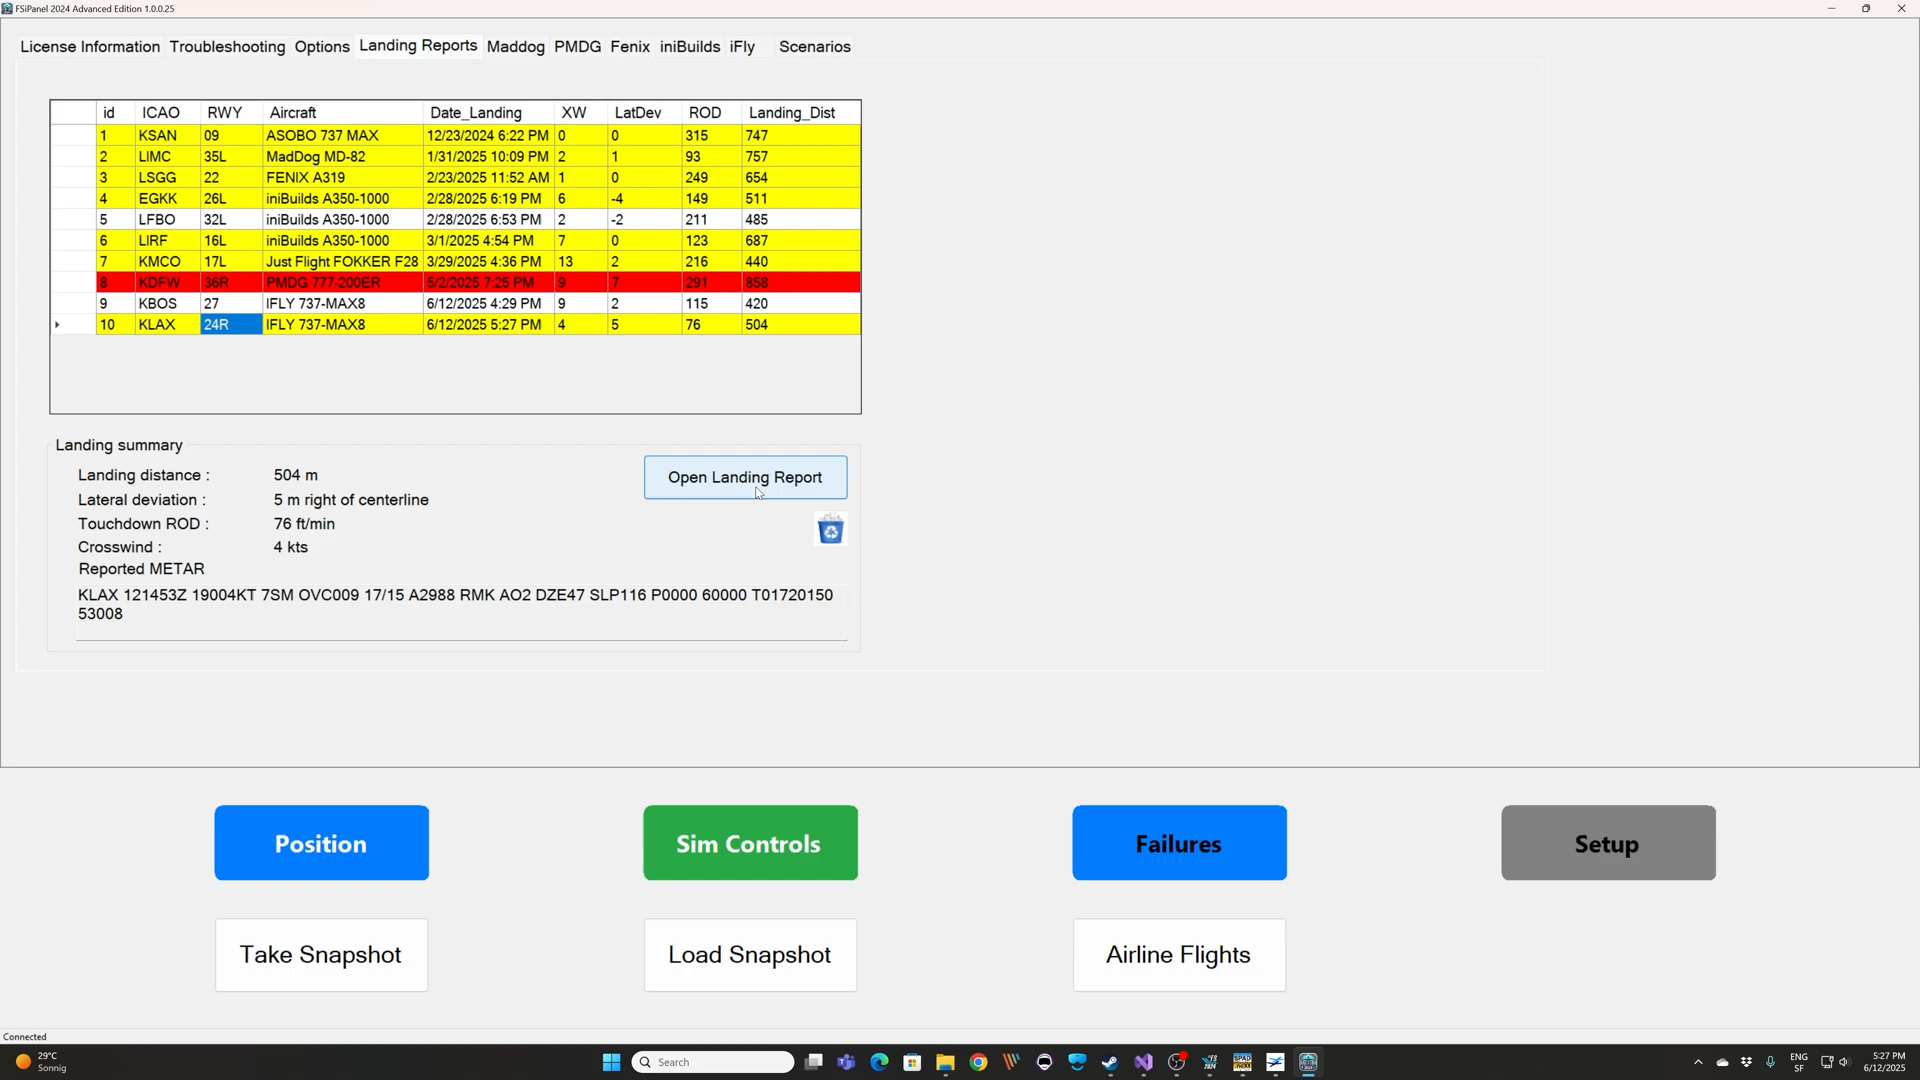 FSiPanel 2024 Advanced Edition 1.0.0.25
License Information Troubleshooting Options Landing Reports Maddog PMDG Fenix iniBuilds iFly Scenarios
id ICAO RWY Aircraft Date_Landing XW LatDev ROD Landing_Dist
1 KSAN 09 ASOBO 737 MAX 12/23/2024 6:22 PM 0 0 315 747
2 LIMC 35L MadDog MD-82 1/31/2025 10:09 PM 2 1 93 757
3 LSGG 22 FENIX A319 2/23/2025 11:52 AM 1 0 249 654
4 EGKK 26L iniBuilds A350-1000 2/28/2025 6:19 PM 6 -4 149 511
5 LFBO 32L iniBuilds A350-1000 2/28/2025 6:53 PM 2 -2 211 485
6 LIRF 16L iniBuilds A350-1000 3/1/2025 4:54 PM 7 0 123 687
7 KMCO 17L Just Flight FOKKER F28 3/29/2025 4:36 PM 13 2 216 440
8 KDFW 36R PMDG 777-200ER 5/2/2025 7:25 PM 9 7 291 858
9 KBOS 27 IFLY 737-MAX8 6/12/2025 4:29 PM 9 2 115 420
10 KLAX 24R IFLY 737-MAX8 6/12/2025 5:27 PM 4 5 76 504
Landing summary
Landing distance : 504 m
Open Landing Report
Lateral deviation : 5 m right of centerline
Touchdown ROD : 76 ft/min
Crosswind : 4 kts
Reported METAR
KLAX 121453Z 19004KT 7SM OVC009 17/15 A2988 RMK AO2 DZE47 SLP116 P0000 60000 T01720150
53008
Position Sim Controls Failures Setup
Take Snapshot Load Snapshot Airline Flights
Connected
29°C
Sonnig
Search
ENG
SF
5:27 PM
6/12/2025